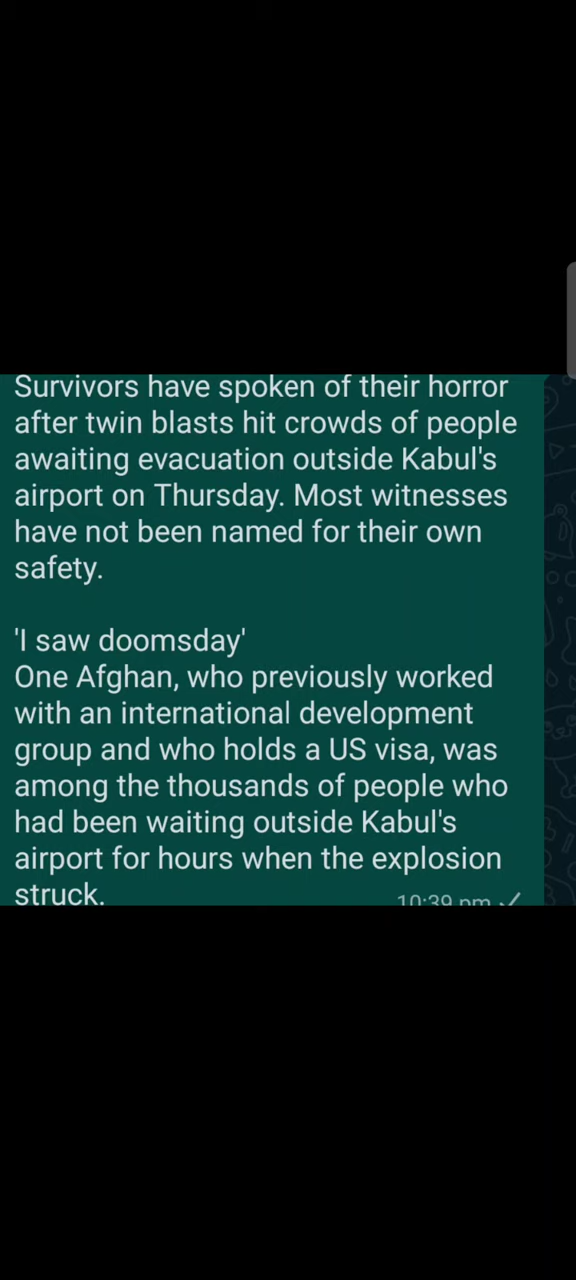 Survivors have spoken of their horror
after twin blasts hit crowds of people
awaiting evacuation outside Kabul's
airport on Thursday. Most witnesses
have not been named for their own
safety.
'I saw doomsday'
One Afghan, who previously worked
with an international development
group and who holds a US visa, was
among the thousands of people who
had been waiting outside Kabul's
airport for hours when the explosion
struck.
10:39 pm